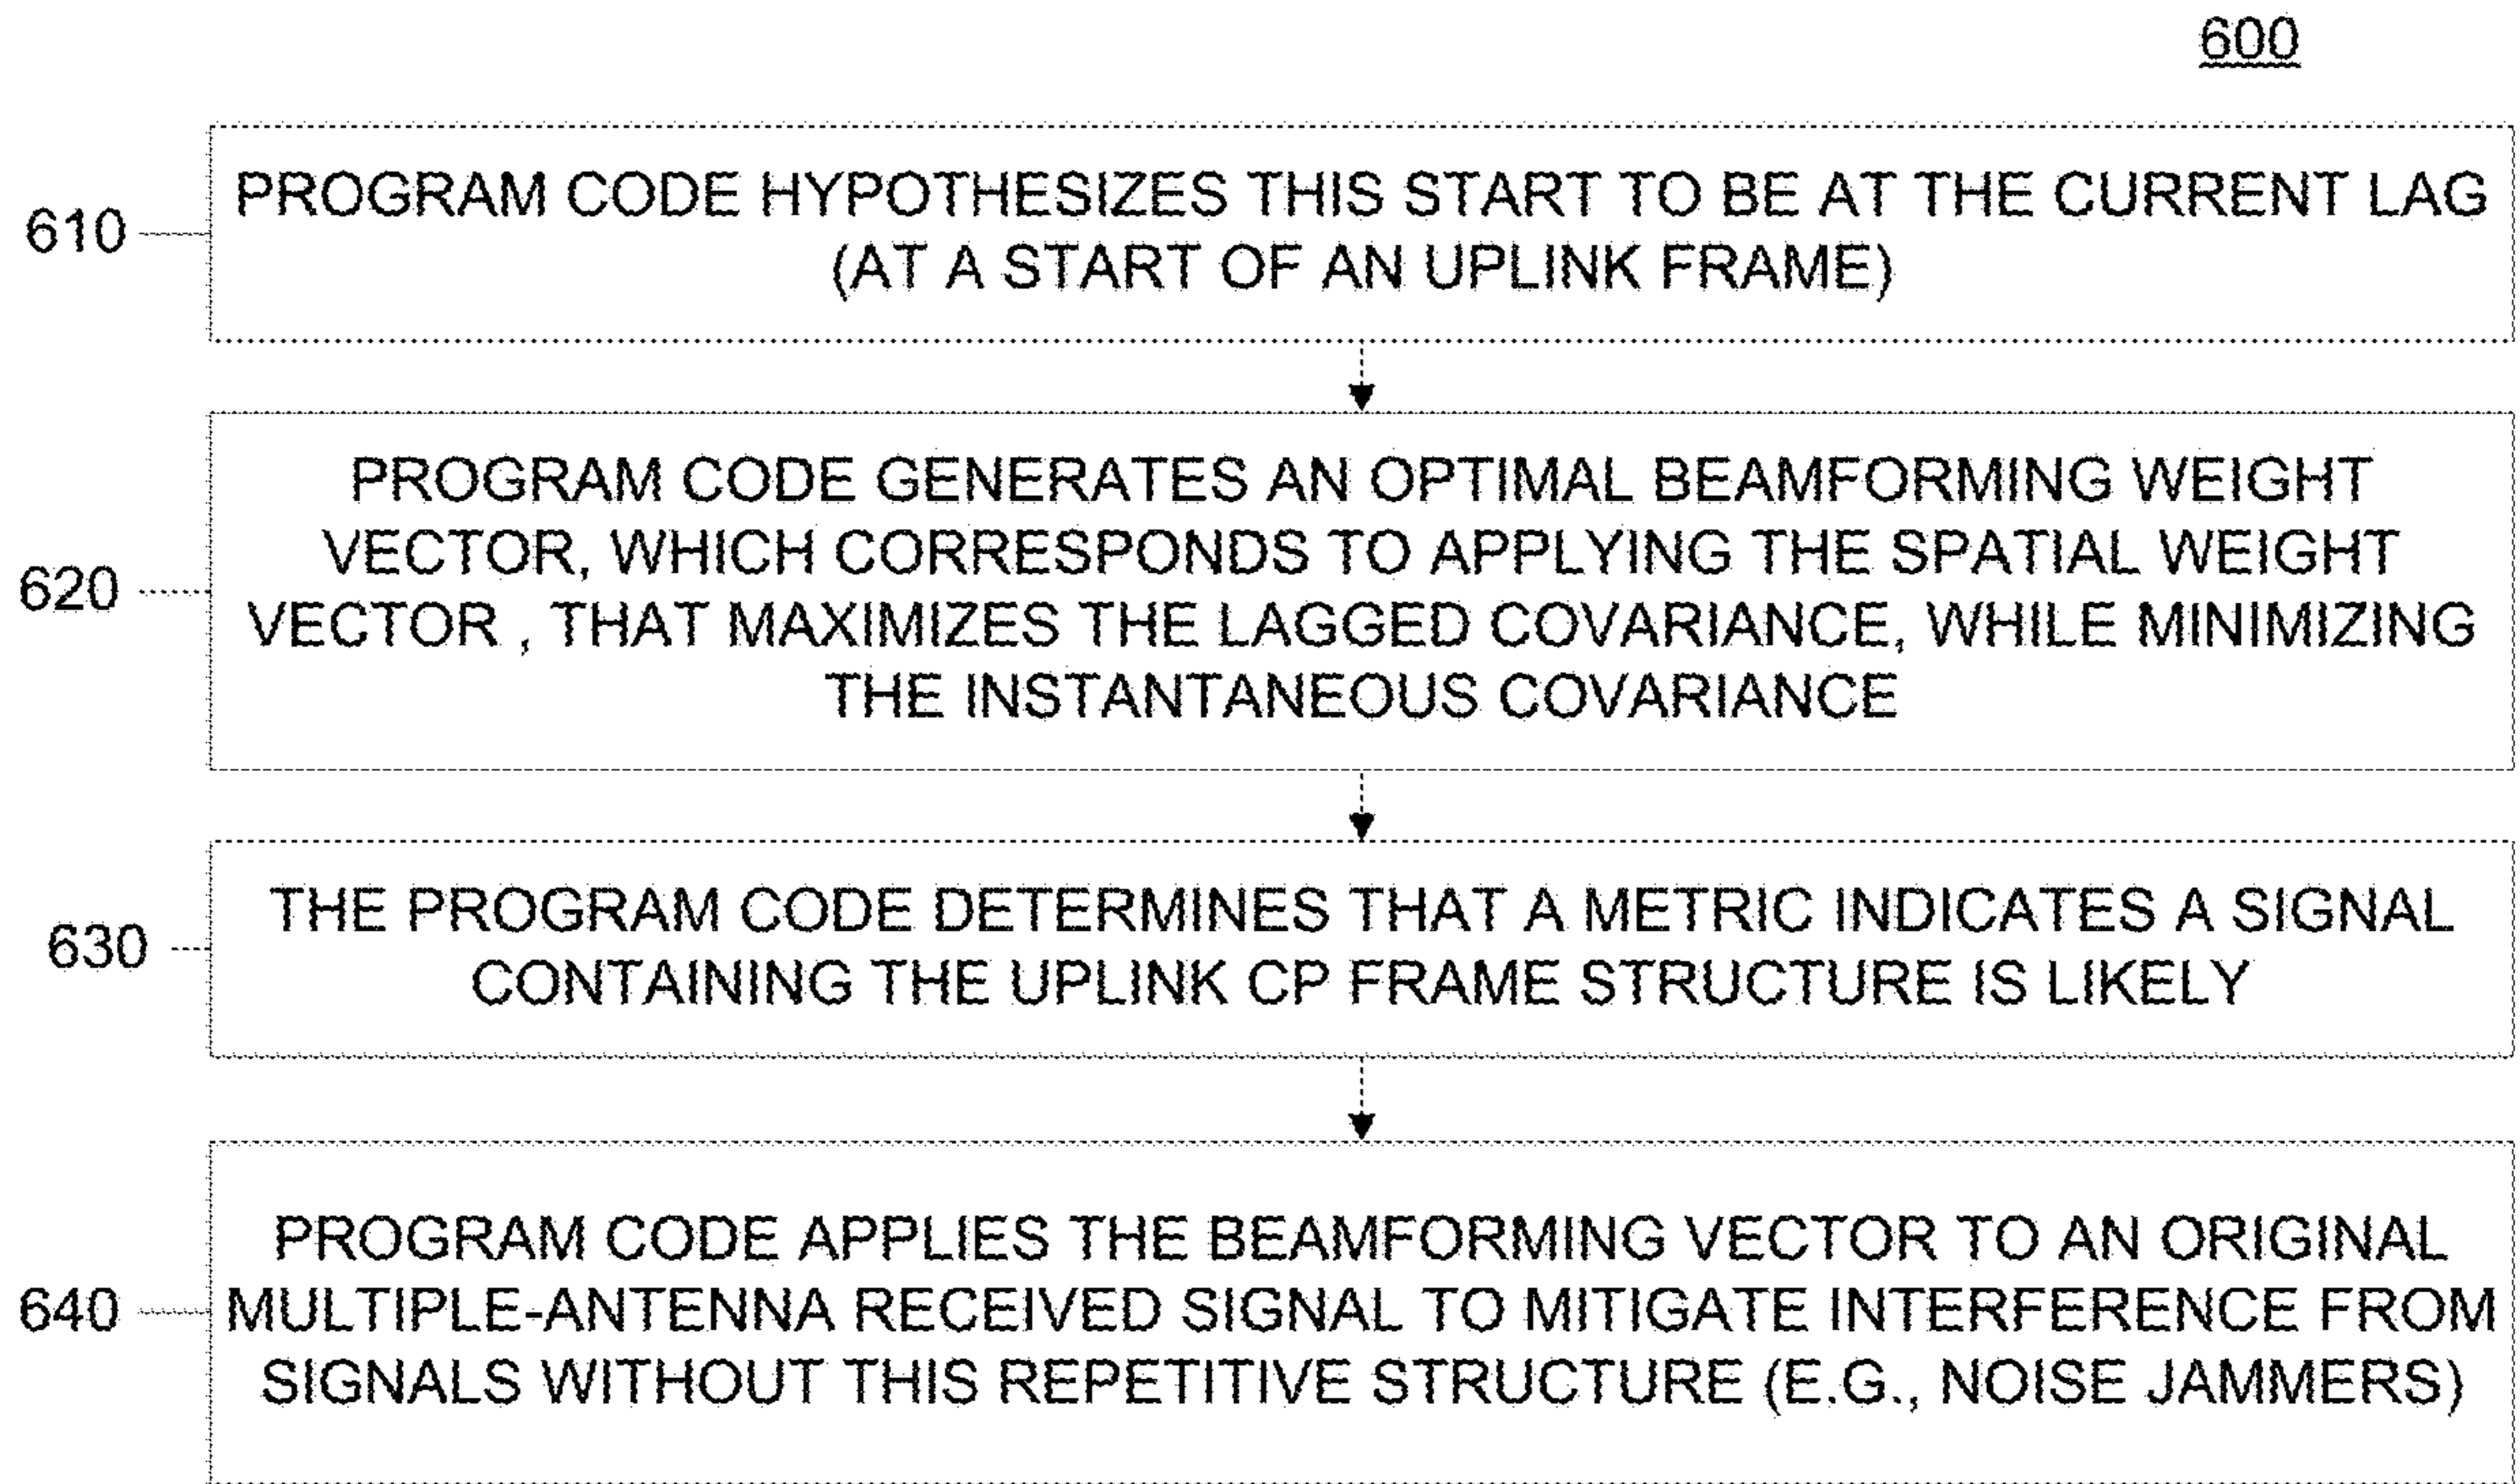 600
610
PROGRAM CODE HYPOTHESIZES THIS START TO BE AT THE CURRENT LAG
(AT A START OF AN UPLINK FRAME)
620
PROGRAM CODE GENERATES AN OPTIMAL BEAMFORMING WEIGHT
VECTOR, WHICH CORRESPONDS TO APPLYING THE SPATIAL WEIGHT
VECTOR , THAT MAXIMIZES THE LAGGED COVARIANCE, WHILE MINIMIZING
THE INSTANTANEOUS COVARIANCE
630
THE PROGRAM CODE DETERMINES THAT A METRIC INDICATES A SIGNAL
CONTAINING THE UPLINK CP FRAME STRUCTURE IS LIKELY
640
PROGRAM CODE APPLIES THE BEAMFORMING VECTOR TO AN ORIGINAL
MULTIPLE-ANTENNA RECEIVED SIGNAL TO MITIGATE INTERFERENCE FROM
SIGNALS WITHOUT THIS REPETITIVE STRUCTURE (E.G., NOISE JAMMERS)